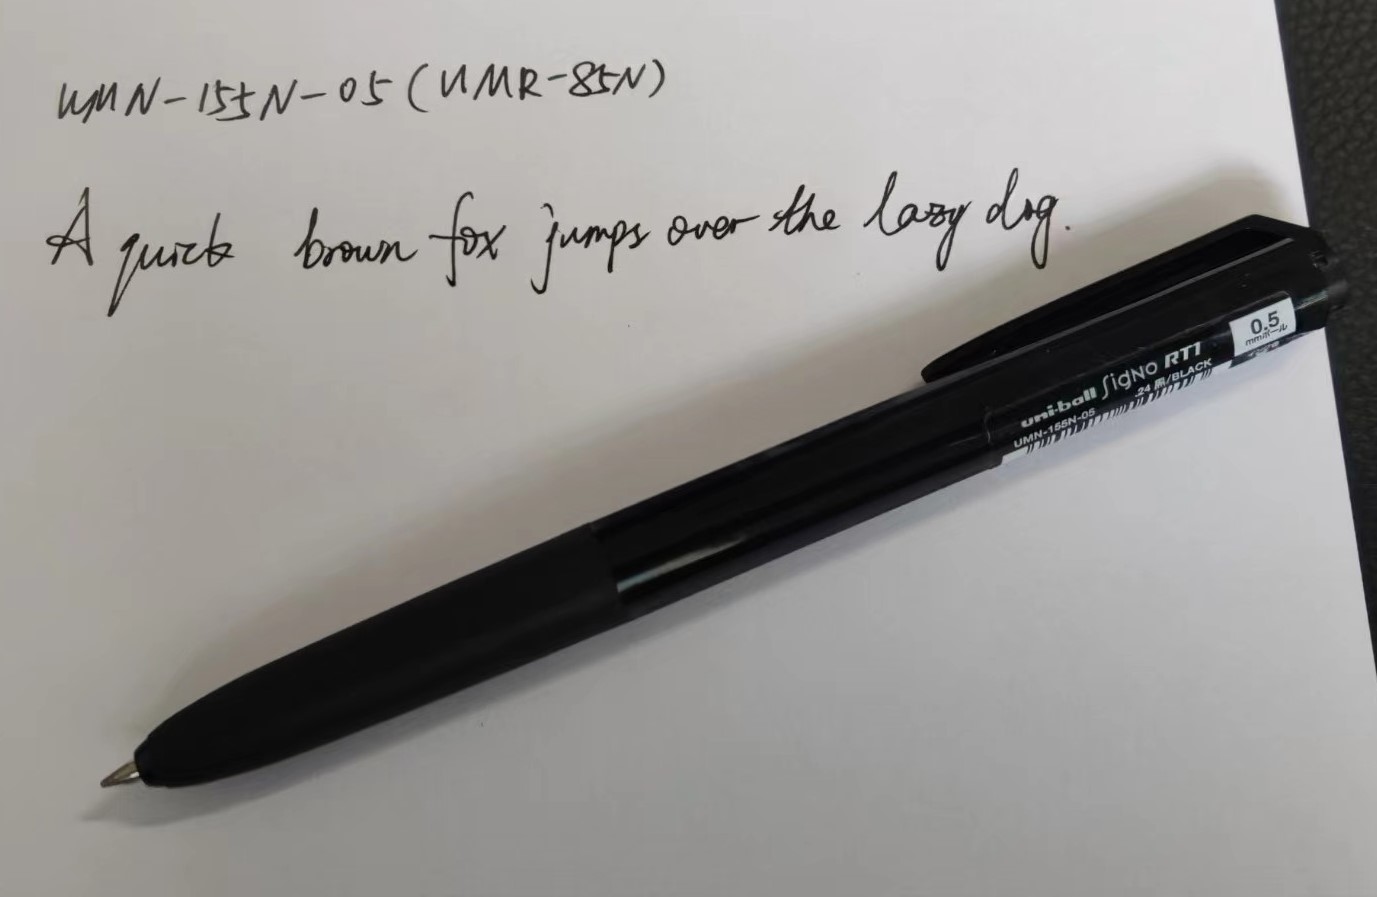 UMN-155N-05 (UMR-85N)
A quick brown fox jumps over the lazy dog.
0.5
mmボール
uni-ball Signo RT1
UMN-155N-05 .24 黒/BLACK